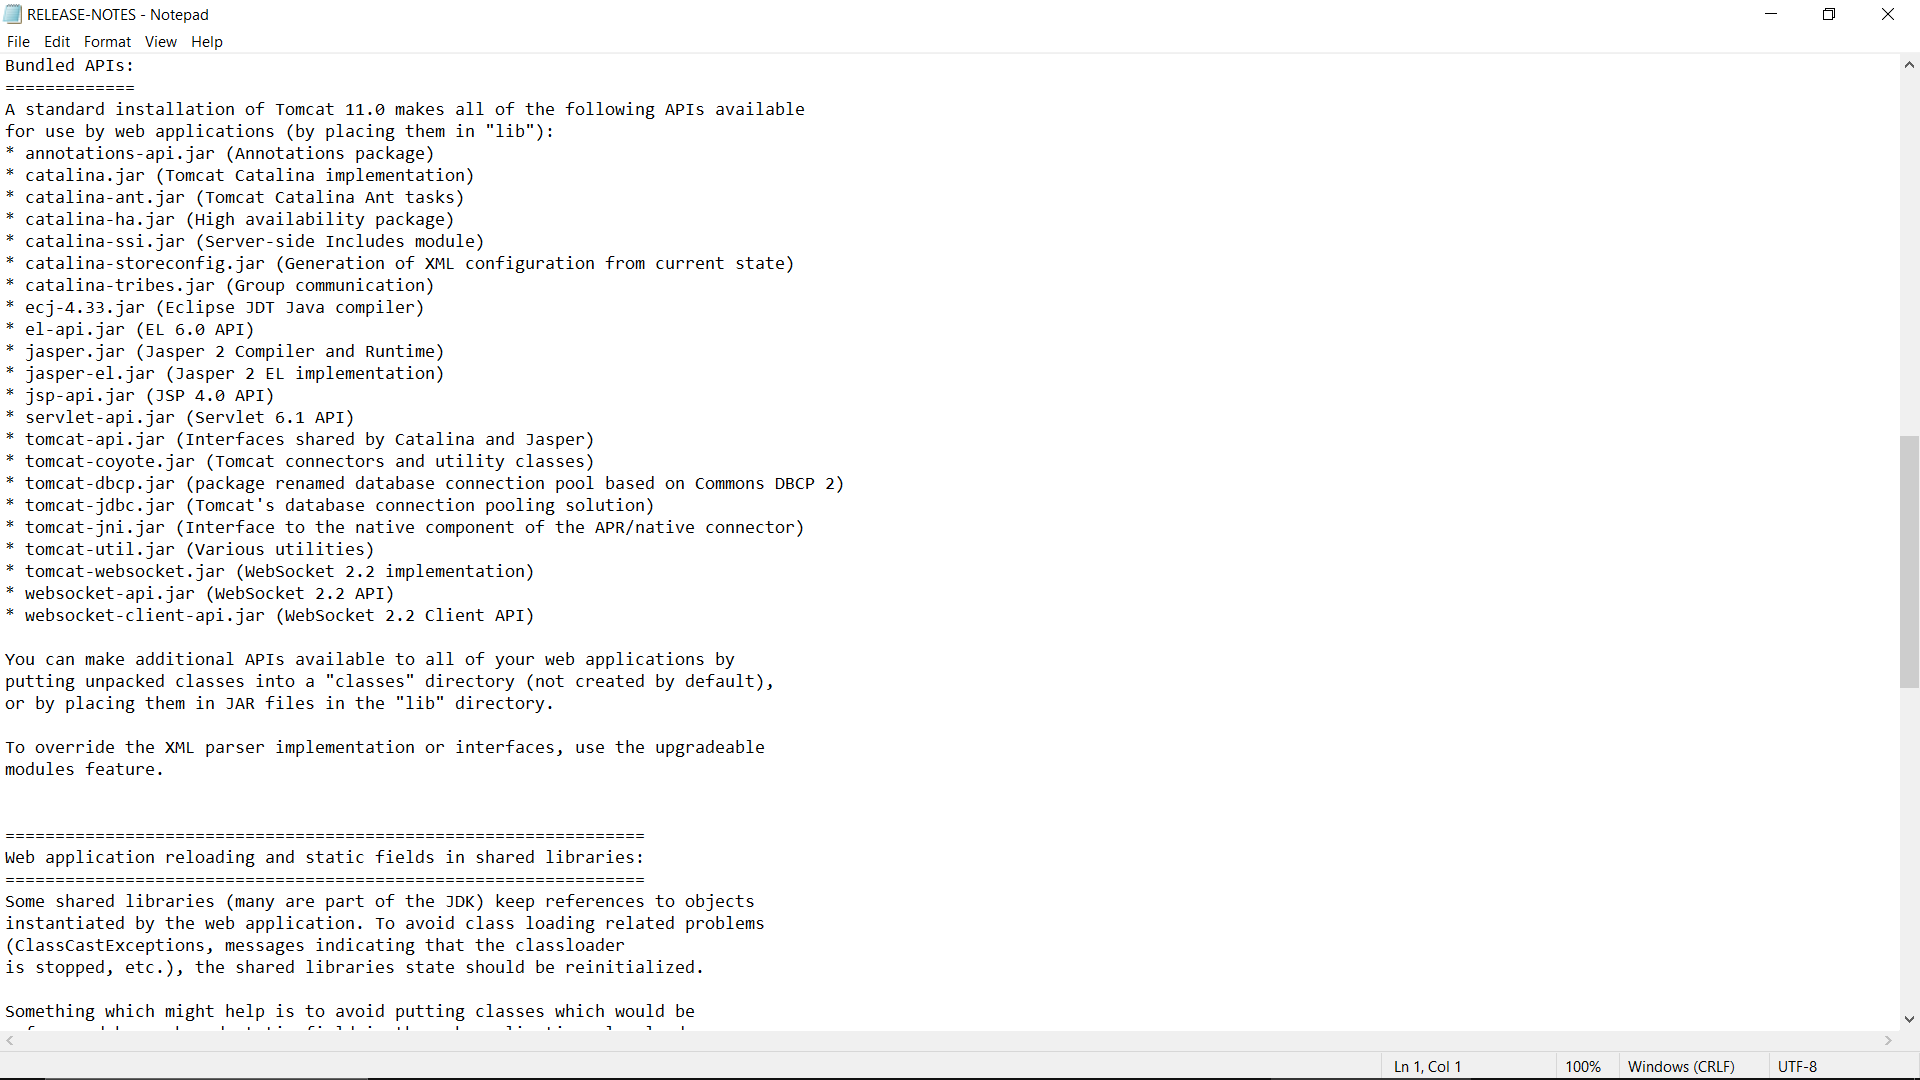 RELEASE-NOTES - Notepad
File Edit Format View Help
Bundled APIs:
=============
A standard installation of Tomcat 11.0 makes all of the following APIs available
for use by web applications (by placing them in "lib"):
* annotations-api.jar (Annotations package)
* catalina.jar (Tomcat Catalina implementation)
* catalina-ant.jar (Tomcat Catalina Ant tasks)
* catalina-ha.jar (High availability package)
* catalina-ssi.jar (Server-side Includes module)
* catalina-storeconfig.jar (Generation of XML configuration from current state)
* catalina-tribes.jar (Group communication)
* ecj-4.33.jar (Eclipse JDT Java compiler)
* el-api.jar (EL 6.0 API)
* jasper.jar (Jasper 2 Compiler and Runtime)
* jasper-el.jar (Jasper 2 EL implementation)
* jsp-api.jar (JSP 4.0 API)
* servlet-api.jar (Servlet 6.1 API)
* tomcat-api.jar (Interfaces shared by Catalina and Jasper)
* tomcat-coyote.jar (Tomcat connectors and utility classes)
* tomcat-dbcp.jar (package renamed database connection pool based on Commons DBCP 2)
* tomcat-jdbc.jar (Tomcat's database connection pooling solution)
* tomcat-jni.jar (Interface to the native component of the APR/native connector)
* tomcat-util.jar (Various utilities)
* tomcat-websocket.jar (WebSocket 2.2 implementation)
* websocket-api.jar (WebSocket 2.2 API)
* websocket-client-api.jar (WebSocket 2.2 Client API)

You can make additional APIs available to all of your web applications by
putting unpacked classes into a "classes" directory (not created by default),
or by placing them in JAR files in the "lib" directory.

To override the XML parser implementation or interfaces, use the upgradeable
modules feature.

================================================================
Web application reloading and static fields in shared libraries:
================================================================
Some shared libraries (many are part of the JDK) keep references to objects
instantiated by the web application. To avoid class loading related problems
(ClassCastExceptions, messages indicating that the classloader
is stopped, etc.), the shared libraries state should be reinitialized.

Something which might help is to avoid putting classes which would be
Ln 1, Col 1 100% Windows (CRLF) UTF-8